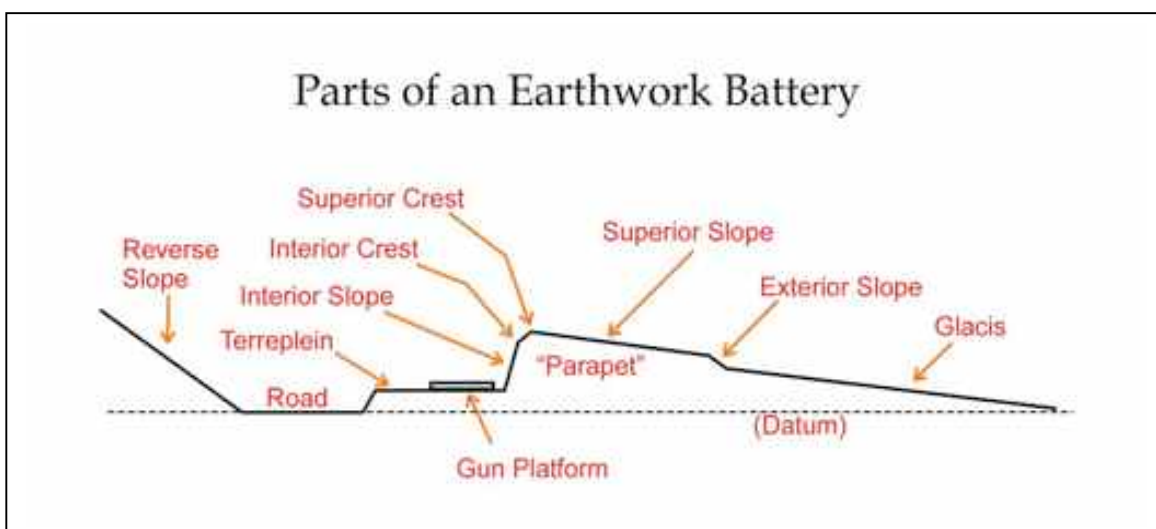 Parts of an Earthwork Battery
Superior Crest
Superior Slope
Reverse
Slope
Interior Crest
Interior Slope
Exterior Slope
Glacis
Terreplein
"Parapet"
Road
(Datum)
Gun Platform